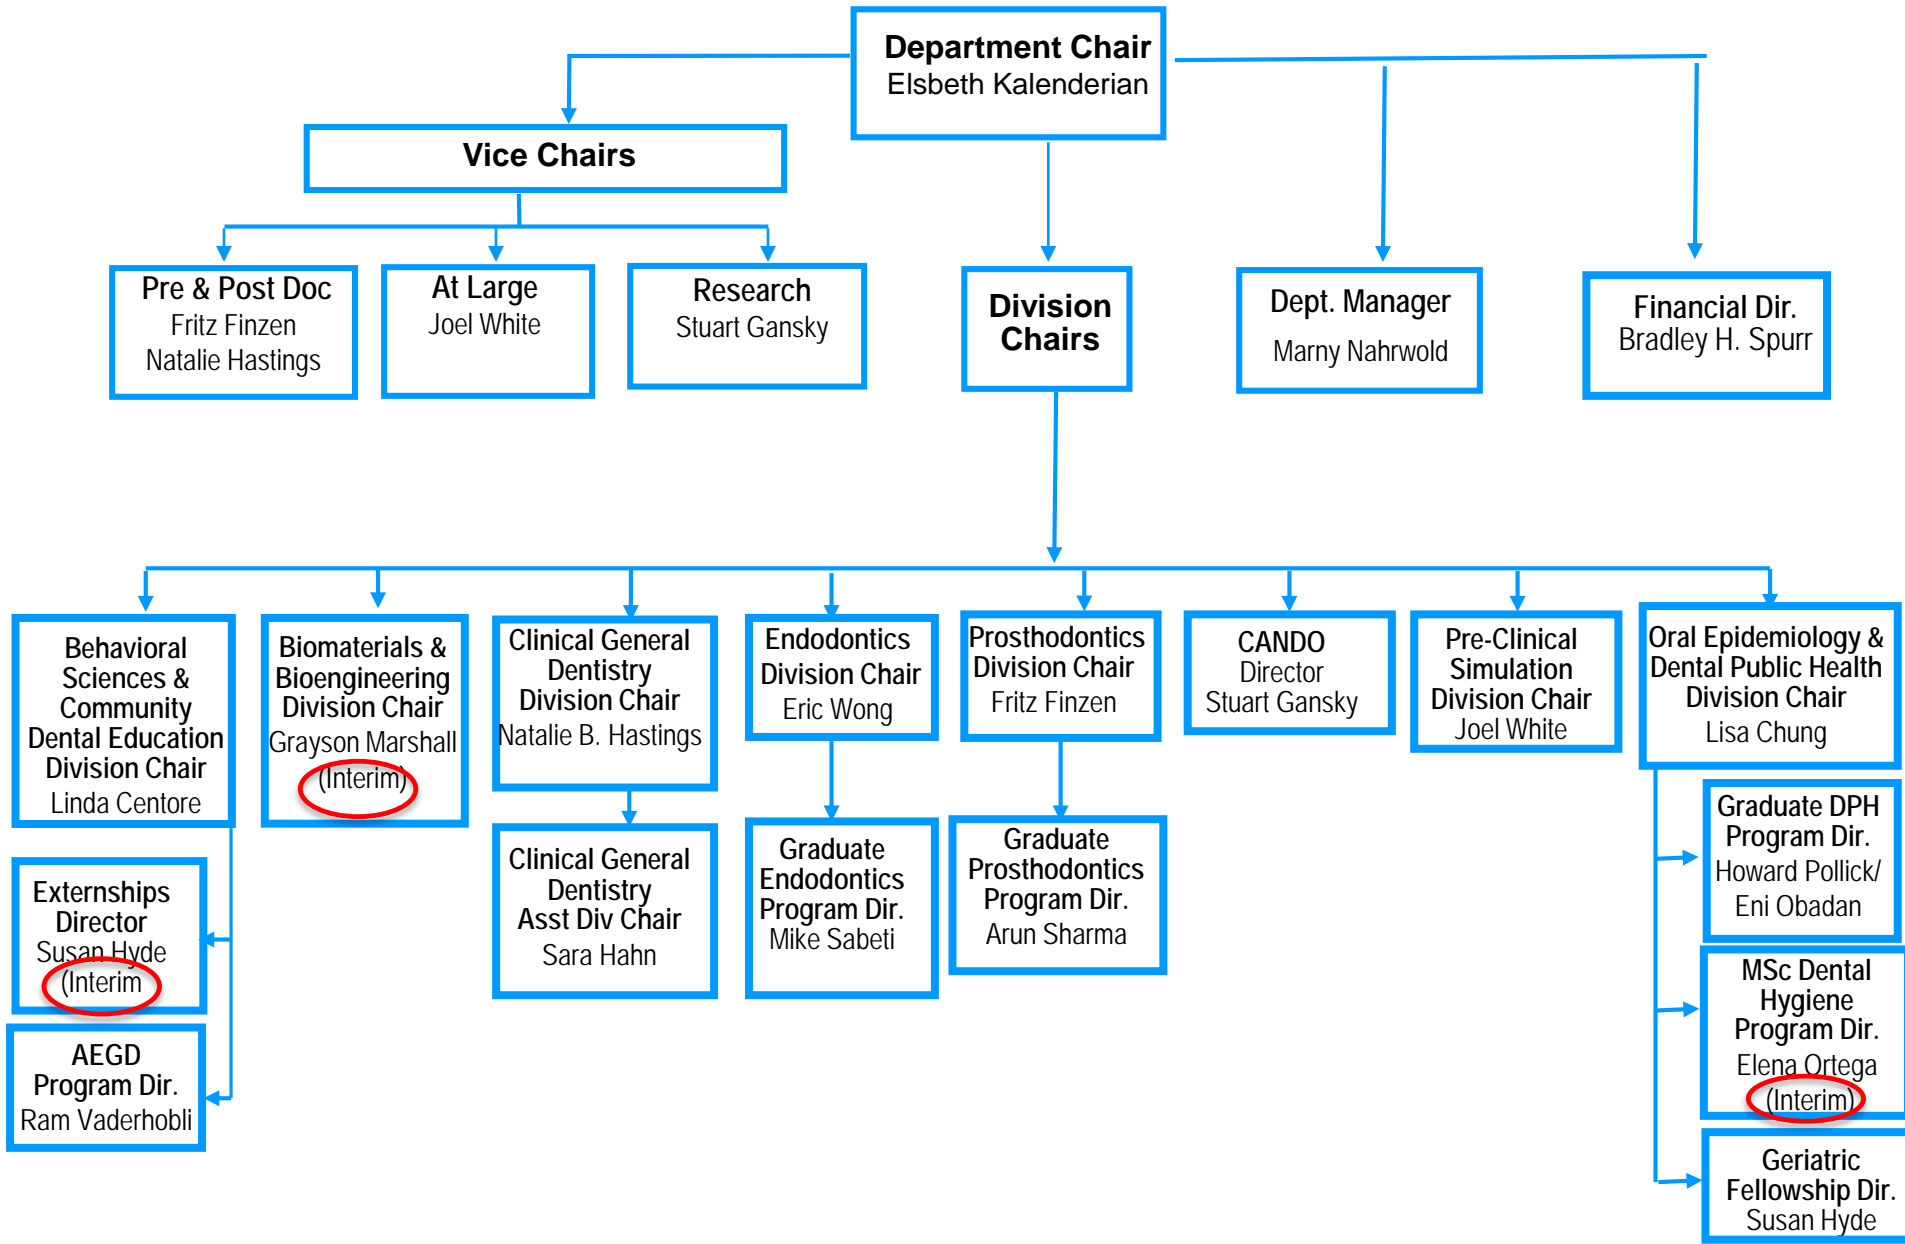 Department Chair
Elsbeth Kalenderian
Vice Chairs
Pre & Post Doc
Fritz Finzen
Natalie Hastings
At Large
Joel White
Research
Stuart Gansky
Division
Chairs
Dept. Manager
Marny Nahrwold
Financial Dir.
Bradley H. Spurr
Behavioral
Sciences &
Community
Dental Education
Division Chair
Linda Centore
Biomaterials &
Bioengineering
Division Chair
Grayson Marshall
(Interim)
Clinical General
Dentistry
Division Chair
Natalie B. Hastings
Endodontics
Division Chair
Eric Wong
Prosthodontics
Division Chair
Fritz Finzen
CANDO
Director
Stuart Gansky
Pre-Clinical
Simulation
Division Chair
Joel White
Oral Epidemiology &
Dental Public Health
Division Chair
Lisa Chung
Externships
Director
Susan Hyde
(Interim
AEGD
Program Dir.
Ram Vaderhobli
Clinical General
Dentistry
Asst Div Chair
Sara Hahn
Graduate
Endodontics
Program Dir.
Mike Sabeti
Graduate
Prosthodontics
Program Dir.
Arun Sharma
Graduate DPH
Program Dir.
Howard Pollick/
Eni Obadan
MSc Dental
Hygiene
Program Dir.
Elena Ortega
(Interim)
Geriatric
Fellowship Dir.
Susan Hyde